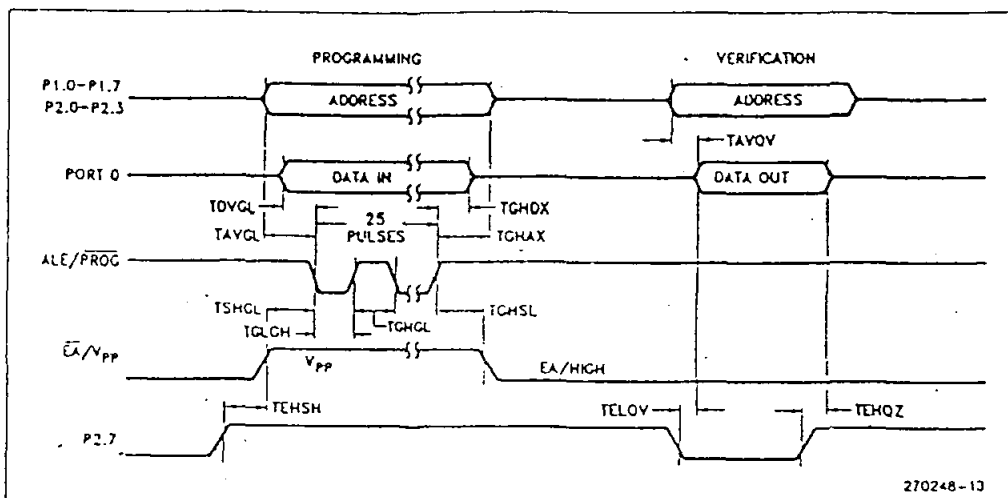 PROGRAMMING
VERIFICATION
P1.0-P1.7
P2.0-P2.3
ADDRESS
ADDRESS
TAVQV
PORT 0
DATA IN
DATA OUT
TDVGL
TGHDX
25
PULSES
TAVGL
TGHAX
ALE/PROG
TSHGL
TGHSL
TGLGH
TGHGL
EA/VPP
VPP
EA/HIGH
TEHSH
TELQV
TEHQZ
P2.7
270248-13